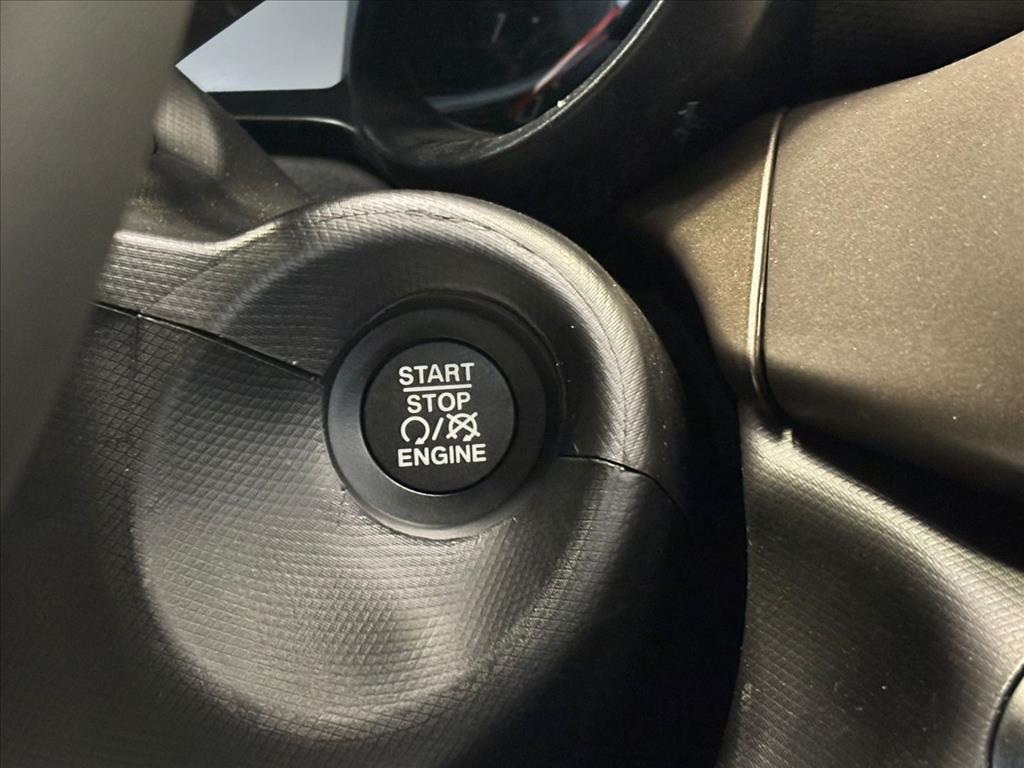 START
STOP
/
ENGINE